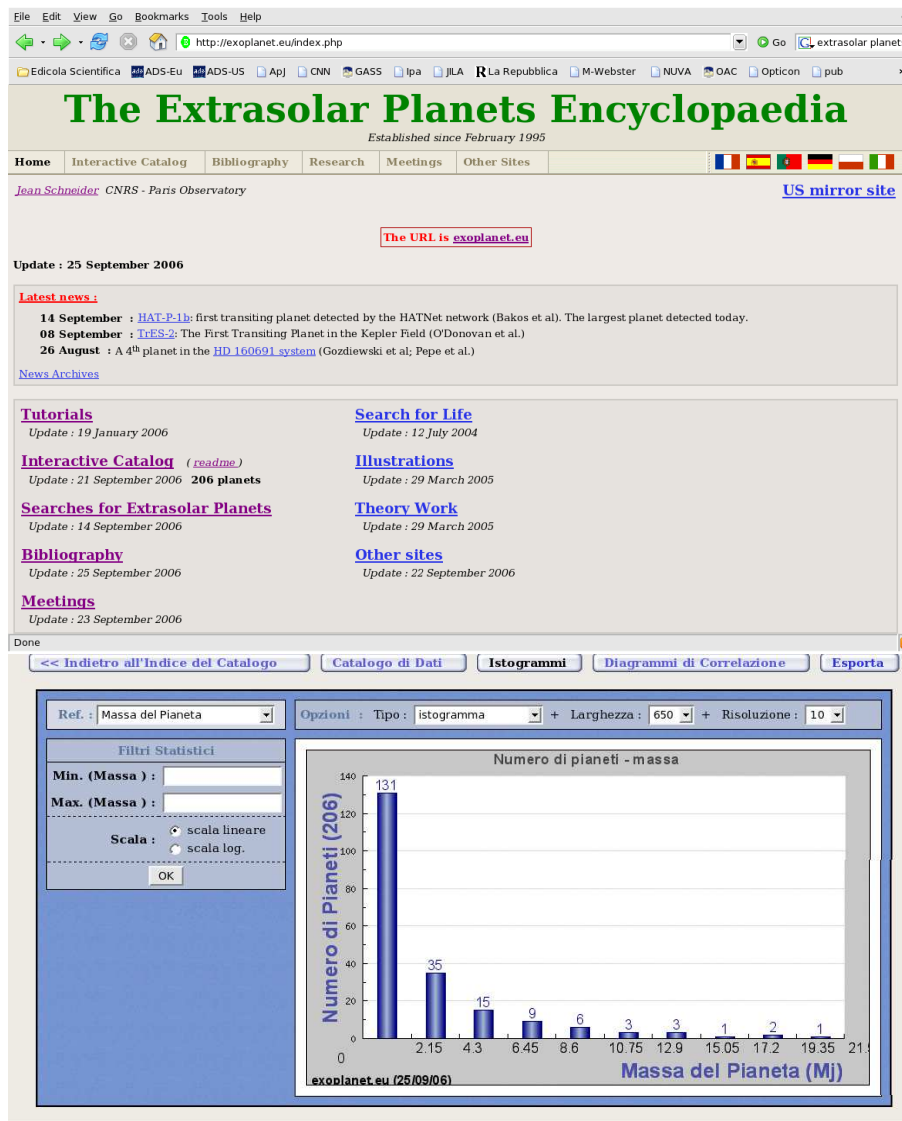 File Edit View Go Bookmarks Tools Help
http://exoplanet.eu/index.php Go extrasolar planet
Edicola Scientifica ADS-Eu ADS-US ApJ CNN GASS Ipa JILA La Repubblica M-Webster NUVA OAC Opticon pub
The Extrasolar Planets Encyclopaedia
Established since February 1995
Home Interactive Catalog Bibliography Research Meetings Other Sites
Jean Schneider CNRS - Paris Observatory US mirror site
The URL is exoplanet.eu
Update : 25 September 2006
Latest news :
14 September : HAT-P-1b: first transiting planet detected by the HATNet network (Bakos et al). The largest planet detected today.
08 September : TrES-2: The First Transiting Planet in the Kepler Field (O'Donovan et al.)
26 August : A 4th planet in the HD 160691 system (Gozdiewski et al; Pepe et al.)
News Archives
Tutorials
Update : 19 January 2006
Search for Life
Update : 12 July 2004
Interactive Catalog ( readme )
Update : 21 September 2006 206 planets
Illustrations
Update : 29 March 2005
Searches for Extrasolar Planets
Update : 14 September 2006
Theory Work
Update : 29 March 2005
Bibliography
Update : 25 September 2006
Other sites
Update : 22 September 2006
Meetings
Update : 23 September 2006
Done
<< Indietro all'Indice del Catalogo Catalogo di Dati Istogrammi Diagrammi di Correlazione Esporta
Ref. : Massa del Pianeta
Opzioni : Tipo : istogramma + Larghezza : 650 + Risoluzione : 10
Filtri Statistici
Min. (Massa ) :
Max. (Massa ) :
Scala : scala lineare
scala log.
OK
Numero di pianeti - massa
Numero di Pianeti (206)
140
120
100
80
60
40
20
0
131 35 15 9 6 3 3 1 2 1
0 2.15 4.3 6.45 8.6 10.75 12.9 15.05 17.2 19.35
Massa del Pianeta (Mj)
exoplanet.eu (25/09/06)